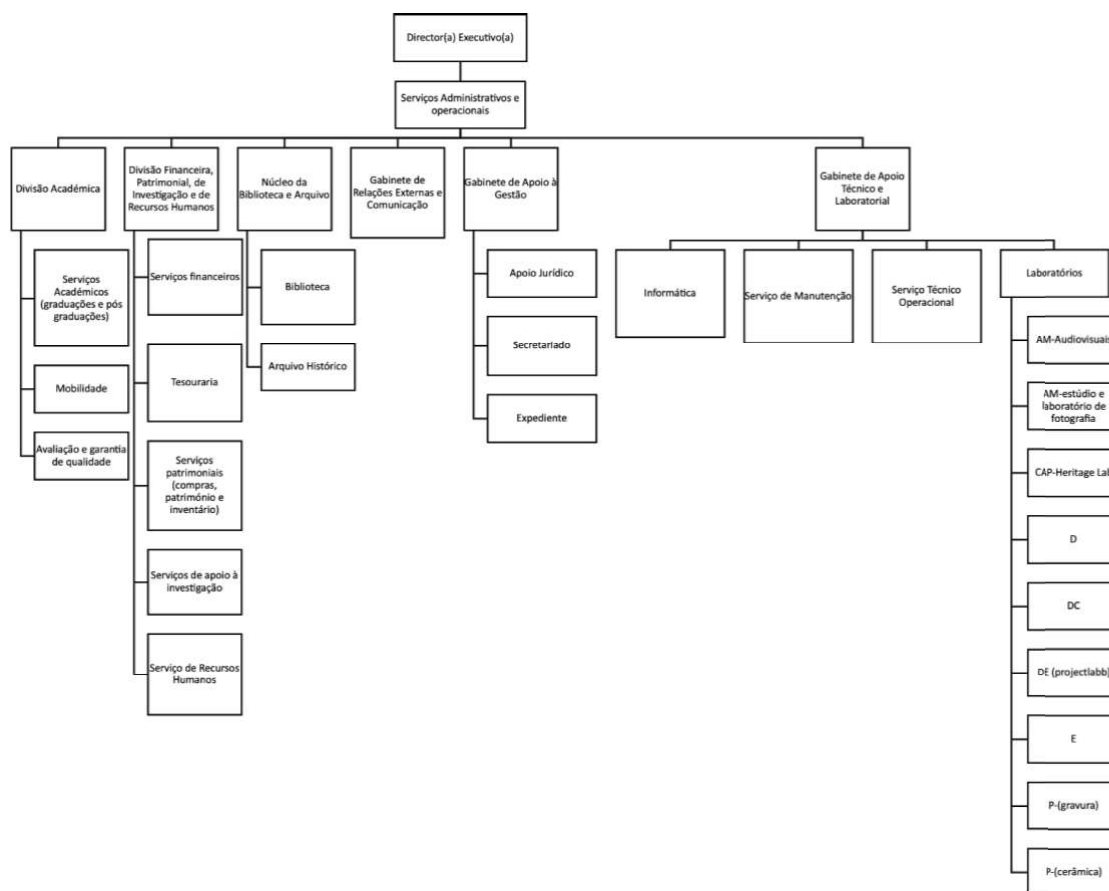 Director(a) Executivo(a)
Serviços Administrativos e
operacionais
Divisão Académica
Divisão Financeira,
Patrimonial, de
Investigação e de
Recursos Humanos
Núcleo da
Biblioteca e Arquivo
Gabinete de
Relações Externas e
Comunicação
Gabinete de Apoio à
Gestão
Gabinete de Apoio
Técnico e
Laboratorial
Serviços
Académicos
(graduações e pós
graduações)
Mobilidade
Avaliação e garantia
de qualidade
Serviços financeiros
Tesouraria
Serviços
patrimoniais
(compras,
património e
inventário)
Serviços de apoio à
investigação
Serviço de Recursos
Humanos
Biblioteca
Arquivo Histórico
Apoio Jurídico
Secretariado
Expediente
Informática
Serviço de Manutenção
Serviço Técnico
Operacional
Laboratórios
AM-Audiovisuais
AM-estúdio e
laboratório de
fotografia
CAP-Heritage Lab
D
DC
DE (projectlabb)
E
P-(gravura)
P-(cerâmica)